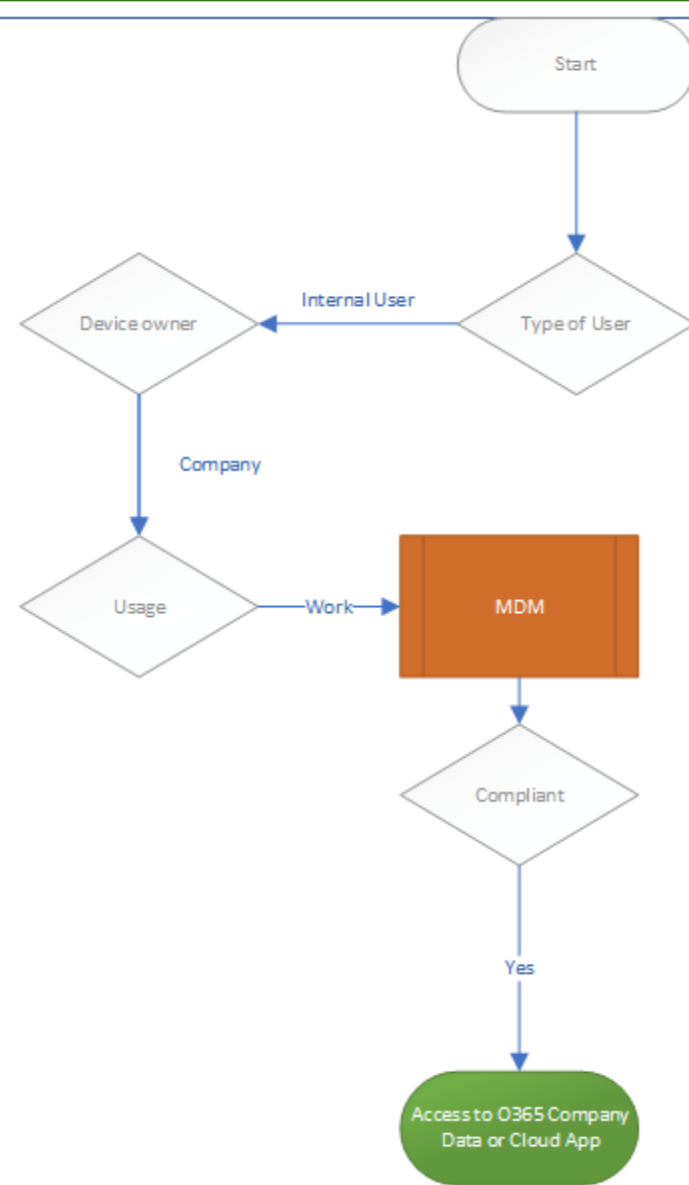 Start
Internal User
Device owner
Type of User
Company
Usage
Work
MDM
Compliant
Yes
Access to O365 Company
Data or Cloud App